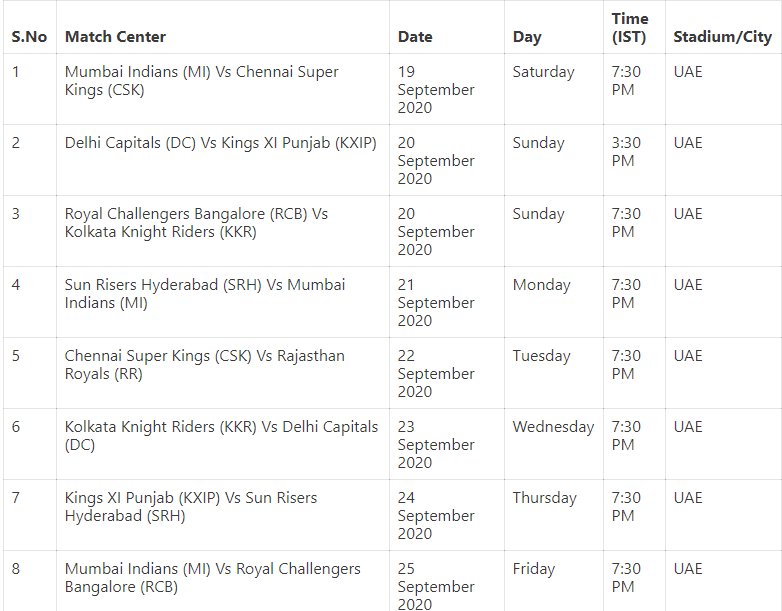 S.No Match Center Date Day Time (IST) Stadium/City
1 Mumbai Indians (MI) Vs Chennai Super Kings (CSK) 19 September 2020 Saturday 7:30 PM UAE
2 Delhi Capitals (DC) Vs Kings XI Punjab (KXIP) 20 September 2020 Sunday 3:30 PM UAE
3 Royal Challengers Bangalore (RCB) Vs Kolkata Knight Riders (KKR) 20 September 2020 Sunday 7:30 PM UAE
4 Sun Risers Hyderabad (SRH) Vs Mumbai Indians (MI) 21 September 2020 Monday 7:30 PM UAE
5 Chennai Super Kings (CSK) Vs Rajasthan Royals (RR) 22 September 2020 Tuesday 7:30 PM UAE
6 Kolkata Knight Riders (KKR) Vs Delhi Capitals (DC) 23 September 2020 Wednesday 7:30 PM UAE
7 Kings XI Punjab (KXIP) Vs Sun Risers Hyderabad (SRH) 24 September 2020 Thursday 7:30 PM UAE
8 Mumbai Indians (MI) Vs Royal Challengers Bangalore (RCB) 25 September 2020 Friday 7:30 PM UAE